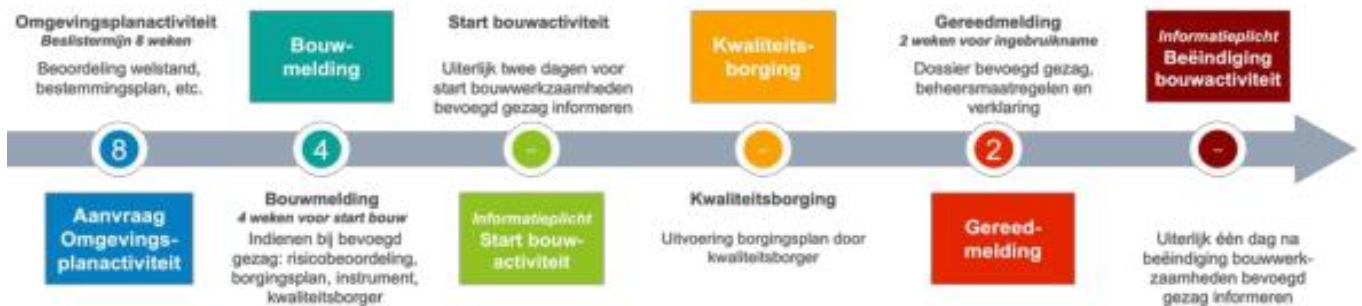 Omgevingsplanactiviteit
Beslistermijn 8 weken
Beoordeling welstand,
bestemmingsplan, etc.
8
Aanvraag
Omgevings-
planactiviteit
Bouw-
melding
4
Bouwmelding
4 weken voor start bouw
Indienen bij bevoegd
gezag: risicobeoordeling,
borgingsplan, instrument,
kwaliteitsborger
Start bouwactiviteit
Uiterlijk twee dagen voor
start bouwwerkzaamheden
bevoegd gezag informeren
-
Informatieplicht
Start bouw-
activiteit
Kwaliteits-
borging
-
Kwaliteitsborging
Uitvoering borgingsplan door
kwaliteitsborger
Gereedmelding
2 weken voor ingebruikname
Dossier bevoegd gezag,
beheersmaatregelen en
verklaring
2
Gereed-
melding
Informatieplicht
Beëindiging
bouwactiviteit
-
Uiterlijk één dag na
beëindiging bouwwerk-
zaamheden bevoegd
gezag informeren